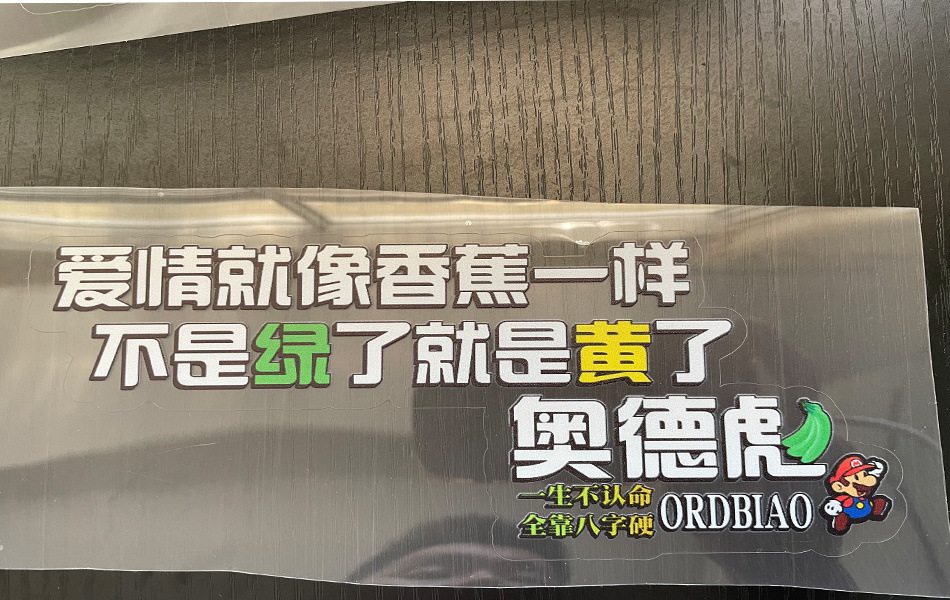 爱情就像香蕉一样
不是绿了就是黄了
奥德虎
一生不认命
全靠八字硬
ORDBIAO